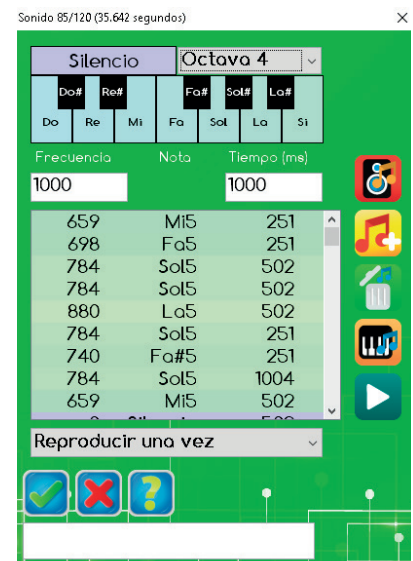 Sonido 85/120 (35.642 segundos)
Silencio Octava 4
Do# Re# Fa# Sol# La#
Do Re Mi Fa Sol La Si
Frecuencia Nota Tiempo (ms)
1000 1000
659 Mi5 251
698 Fa5 251
784 Sol5 502
784 Sol5 502
880 La5 502
784 Sol5 251
740 Fa#5 251
784 Sol5 1004
659 Mi5 502
Reproducir una vez